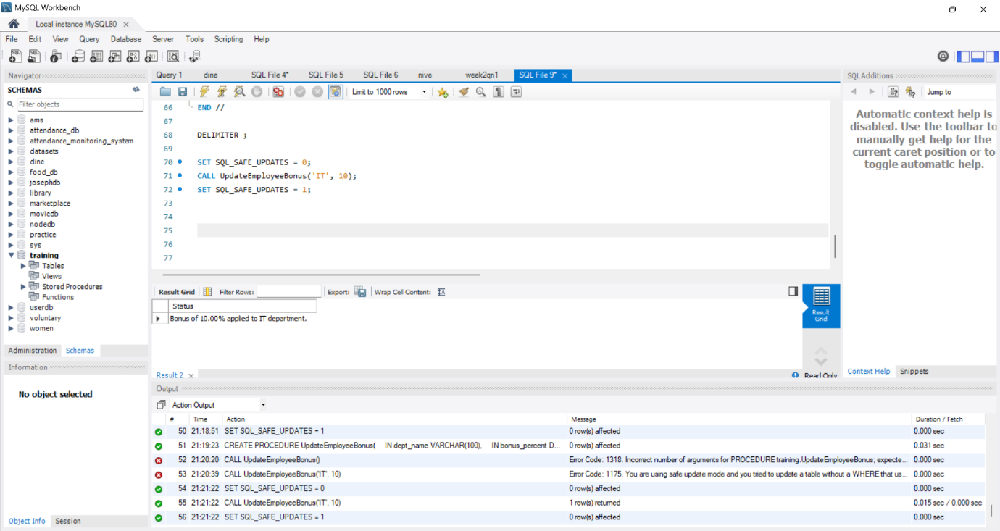 MySQL Workbench
Local instance MySQL80
File Edit View Query Database Server Tools Scripting Help
Navigator
SCHEMAS
Filter objects
ams
attendance_db
attendance_monitoring_system
datasets
dine
food_db
josephdb
library
marketplace
moviedb
nodedb
practice
sys
training
Tables
Views
Stored Procedures
Functions
userdb
voluntary
women
Administration Schemas
Information
No object selected
Object Info Session
Query 1 dine SQL File 4* SQL File 5 SQL File 6 nive week2qn1 SQL File 9*
Limit to 1000 rows
66 END //
67
68 DELIMITER ;
69
70 SET SQL_SAFE_UPDATES = 0;
71 CALL UpdateEmployeeBonus('IT', 10);
72 SET SQL_SAFE_UPDATES = 1;
73
74
75
76
77
Result Grid Filter Rows: Export: Wrap Cell Content:
Status
Bonus of 10.00% applied to IT department.
Result Grid
Result 2 Read Only
SQLAdditions
Jump to
Automatic context help is
disabled. Use the toolbar to
manually get help for the
current caret position or to
toggle automatic help.
Context Help Snippets
Output
Action Output
# Time Action Message Duration / Fetch
50 21:18:51 SET SQL_SAFE_UPDATES = 1 0 row(s) affected 0.000 sec
51 21:19:23 CREATE PROCEDURE UpdateEmployeeBonus( IN dept_name VARCHAR(100), IN bonus_percent D... 0 row(s) affected 0.031 sec
52 21:20:20 CALL UpdateEmployeeBonus() Error Code: 1318. Incorrect number of arguments for PROCEDURE training.UpdateEmployeeBonus; expecte... 0.000 sec
53 21:20:39 CALL UpdateEmployeeBonus('IT', 10) Error Code: 1175. You are using safe update mode and you tried to update a table without a WHERE that us... 0.000 sec
54 21:21:22 SET SQL_SAFE_UPDATES = 0 0 row(s) affected 0.000 sec
55 21:21:22 CALL UpdateEmployeeBonus('IT', 10) 1 row(s) returned 0.015 sec / 0.000 sec
56 21:21:22 SET SQL_SAFE_UPDATES = 1 0 row(s) affected 0.000 sec